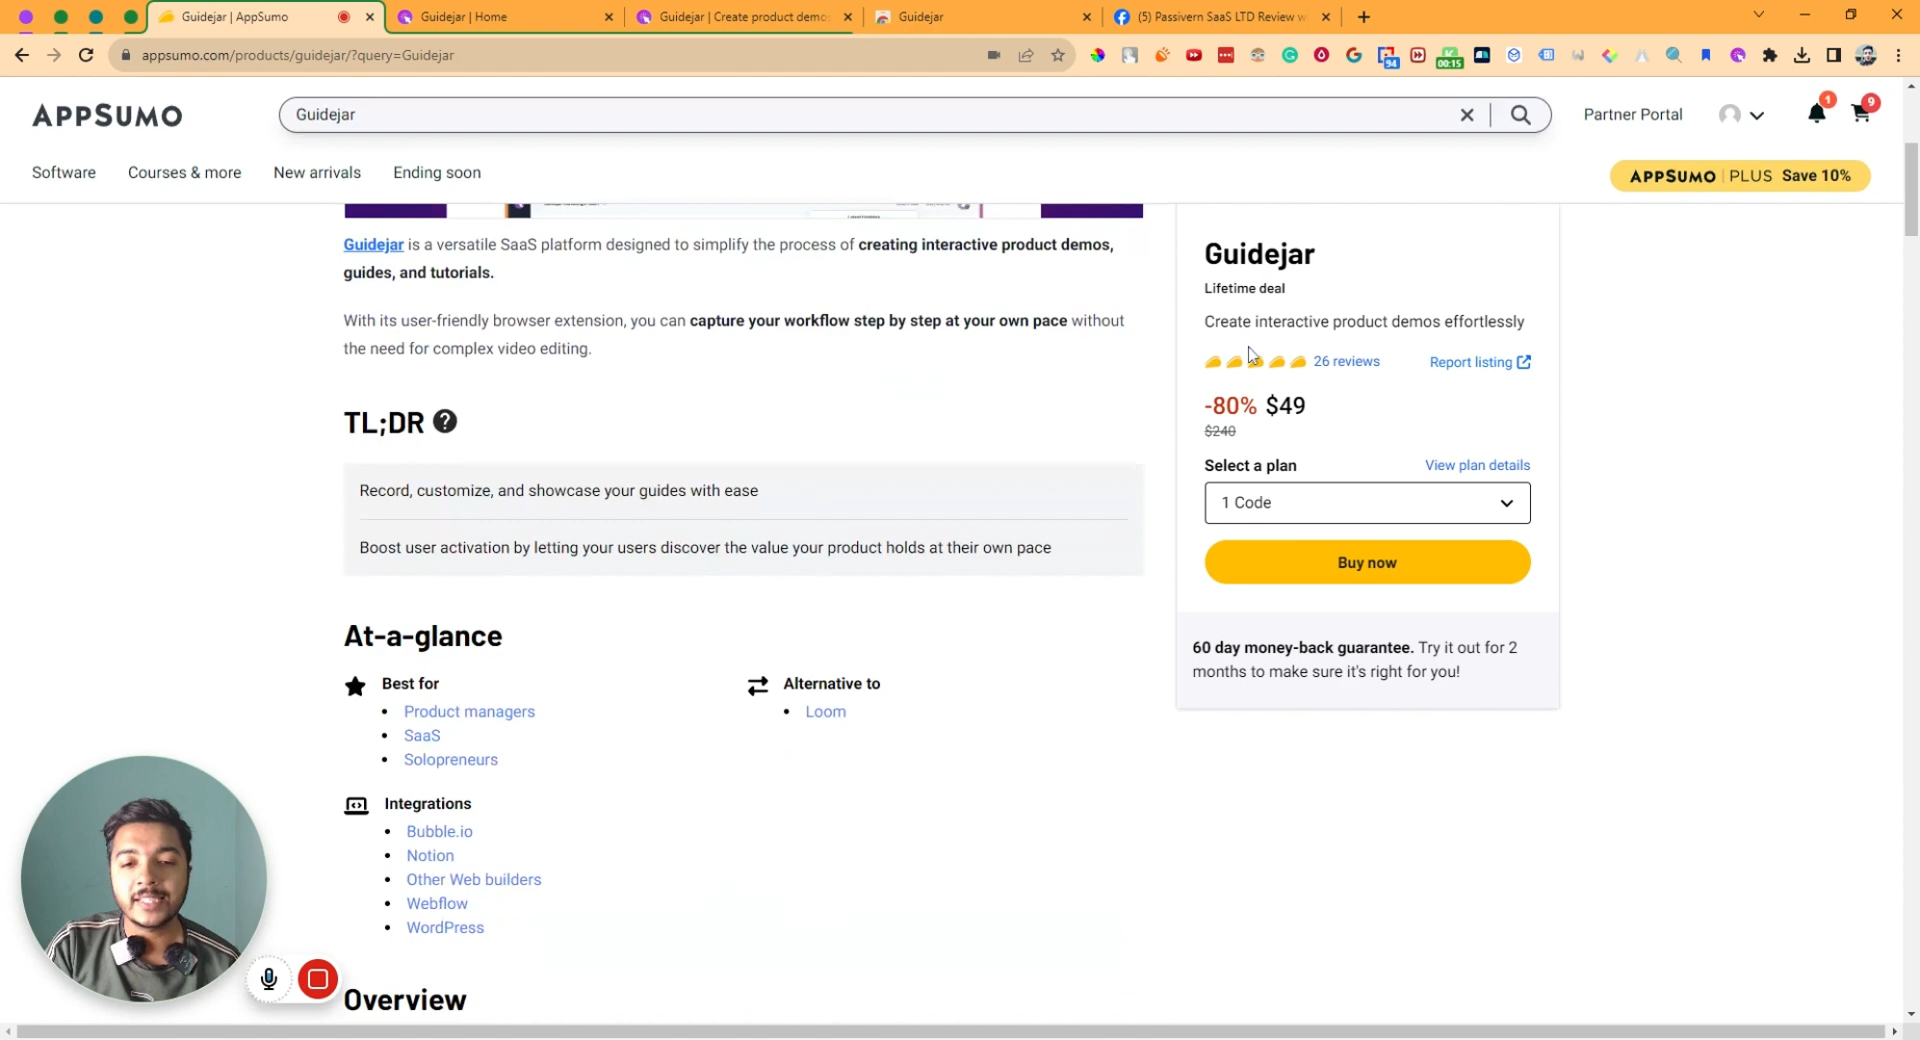 Guidejar | AppSumo
Guidejar | Home
Guidejar | Create product demo
Guidejar
(5) Passivern SaaS LTD Review w
appsumo.com/products/guidejar/?query=Guidejar
94
00:15
APPSUMO
Guidejar
Partner Portal
1
9
Software
Courses & more
New arrivals
Ending soon
APPSUMO | PLUS Save 10%
Guidejar is a versatile SaaS platform designed to simplify the process of creating interactive product demos,
guides, and tutorials.
With its user-friendly browser extension, you can capture your workflow step by step at your own pace without
the need for complex video editing.
TL;DR ?
Record, customize, and showcase your guides with ease
Boost user activation by letting your users discover the value your product holds at their own pace
At-a-glance
Best for
Product managers
SaaS
Solopreneurs
Alternative to
Loom
Integrations
Bubble.io
Notion
Other Web builders
Webflow
WordPress
Overview
Guidejar
Lifetime deal
Create interactive product demos effortlessly
26 reviews
Report listing
-80% $49
$240
Select a plan
View plan details
1 Code
Buy now
60 day money-back guarantee. Try it out for 2
months to make sure it's right for you!